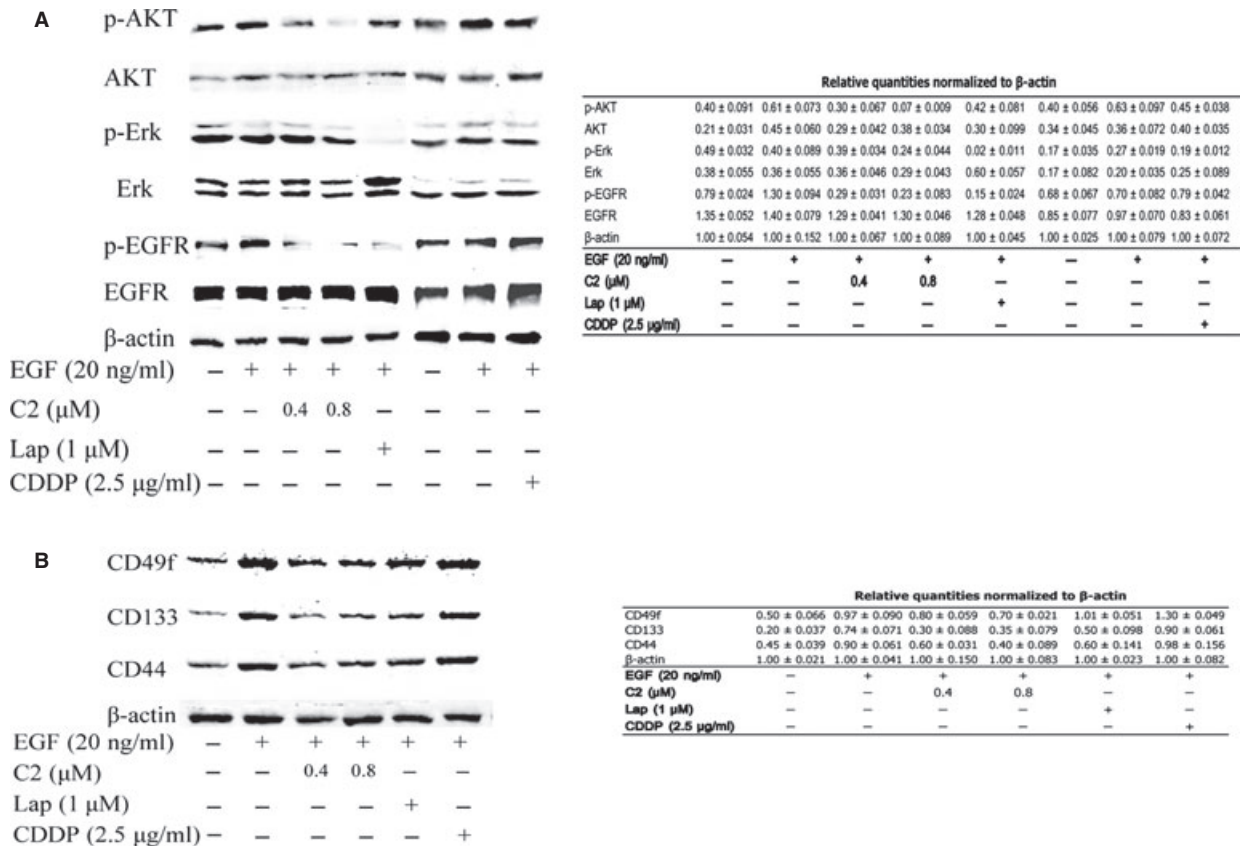 A
p-AKT
AKT
p-Erk
Erk
p-EGFR
EGFR
β-actin
EGF (20 ng/ml) – + + + + – + +
C2 (μM) – – 0.4 0.8 – – – –
Lap (1 μM) – – – – + – – –
CDDP (2.5 μg/ml) – – – – – – – +
Relative quantities normalized to β-actin
p-AKT 0.40 ± 0.091 0.61 ± 0.073 0.30 ± 0.067 0.07 ± 0.009 0.42 ± 0.081 0.40 ± 0.056 0.63 ± 0.097 0.45 ± 0.038
AKT 0.21 ± 0.031 0.45 ± 0.060 0.29 ± 0.042 0.38 ± 0.034 0.30 ± 0.099 0.34 ± 0.045 0.36 ± 0.072 0.40 ± 0.035
p-Erk 0.49 ± 0.032 0.40 ± 0.089 0.39 ± 0.034 0.24 ± 0.044 0.02 ± 0.011 0.17 ± 0.035 0.27 ± 0.019 0.19 ± 0.012
Erk 0.38 ± 0.055 0.36 ± 0.055 0.36 ± 0.046 0.29 ± 0.043 0.60 ± 0.057 0.17 ± 0.082 0.20 ± 0.035 0.25 ± 0.089
p-EGFR 0.79 ± 0.024 1.30 ± 0.094 0.29 ± 0.031 0.23 ± 0.083 0.15 ± 0.024 0.68 ± 0.067 0.70 ± 0.082 0.79 ± 0.042
EGFR 1.35 ± 0.052 1.40 ± 0.079 1.29 ± 0.041 1.30 ± 0.046 1.28 ± 0.048 0.85 ± 0.077 0.97 ± 0.070 0.83 ± 0.061
β-actin 1.00 ± 0.054 1.00 ± 0.152 1.00 ± 0.067 1.00 ± 0.089 1.00 ± 0.045 1.00 ± 0.025 1.00 ± 0.079 1.00 ± 0.072
EGF (20 ng/ml) – + + + + – + +
C2 (μM) – – 0.4 0.8 – – – –
Lap (1 μM) – – – – + – – –
CDDP (2.5 μg/ml) – – – – – – – +
B
CD49f
CD133
CD44
β-actin
EGF (20 ng/ml) – + + + + +
C2 (μM) – – 0.4 0.8 – –
Lap (1 μM) – – – – + –
CDDP (2.5 μg/ml) – – – – – +
Relative quantities normalized to β-actin
CD49f 0.50 ± 0.066 0.97 ± 0.090 0.80 ± 0.059 0.70 ± 0.021 1.01 ± 0.051 1.30 ± 0.049
CD133 0.20 ± 0.037 0.74 ± 0.071 0.30 ± 0.088 0.35 ± 0.079 0.50 ± 0.098 0.90 ± 0.061
CD44 0.45 ± 0.039 0.90 ± 0.061 0.60 ± 0.031 0.40 ± 0.089 0.60 ± 0.141 0.98 ± 0.156
β-actin 1.00 ± 0.021 1.00 ± 0.041 1.00 ± 0.150 1.00 ± 0.083 1.00 ± 0.023 1.00 ± 0.082
EGF (20 ng/ml) – + + + + +
C2 (μM) – – 0.4 0.8 – –
Lap (1 μM) – – – – + –
CDDP (2.5 μg/ml) – – – – – +